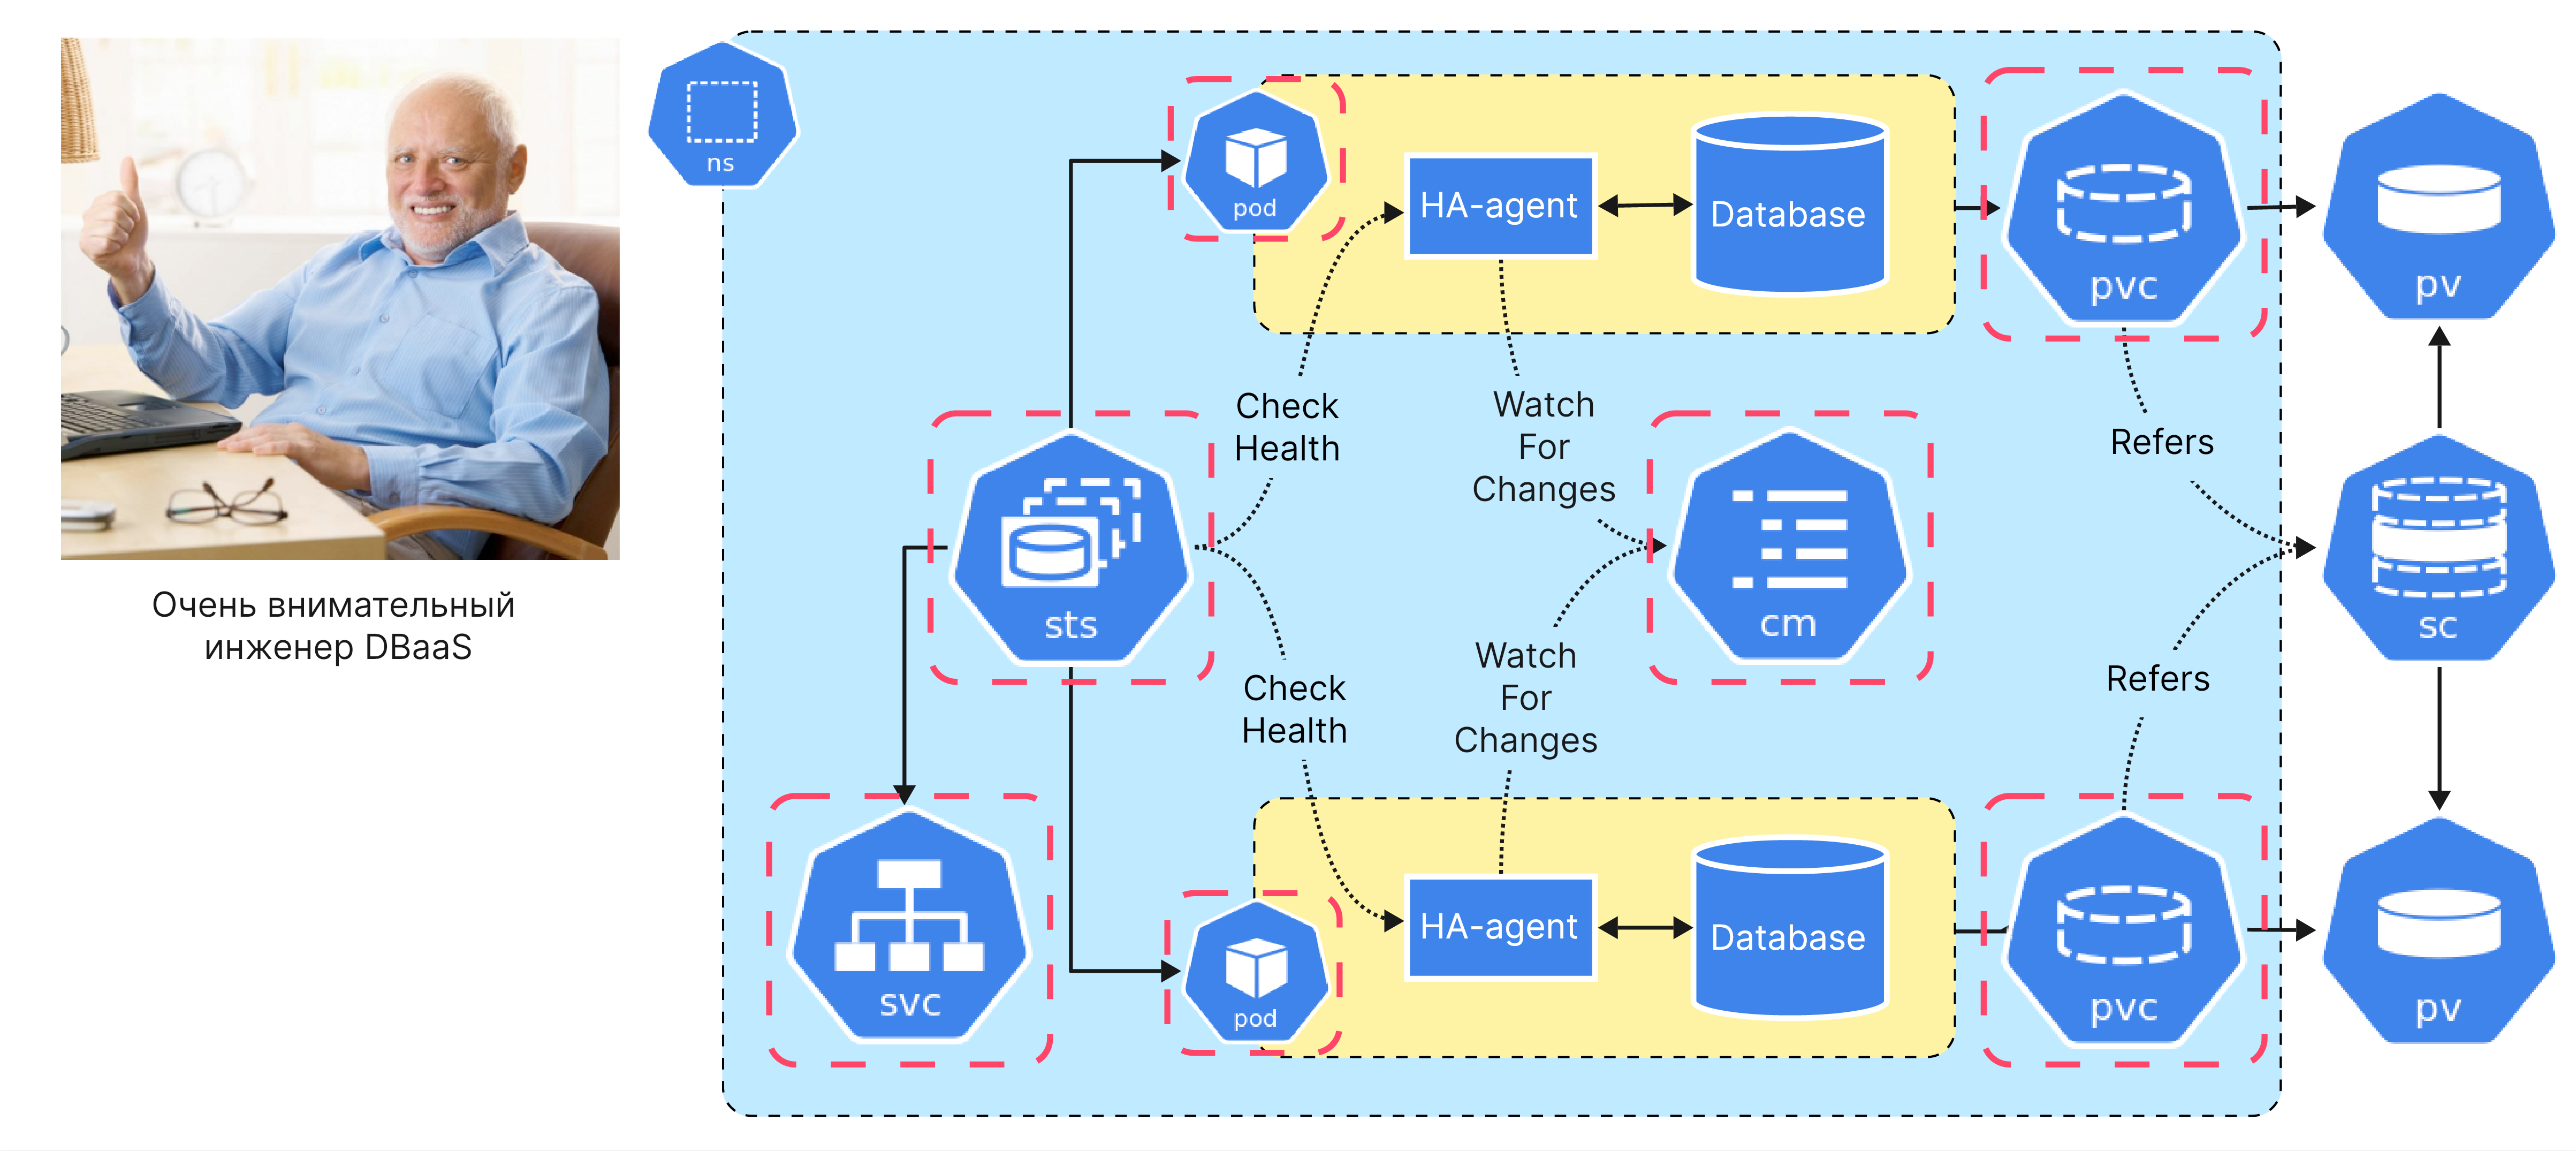 ns
pod
HA-agent
Database
pvc
pv
Check
Health
Watch
For
Changes
Refers
sts
cm
sc
Очень внимательный
инженер DBaaS
Check
Health
Watch
For
Changes
Refers
svc
pod
HA-agent
Database
pvc
pv